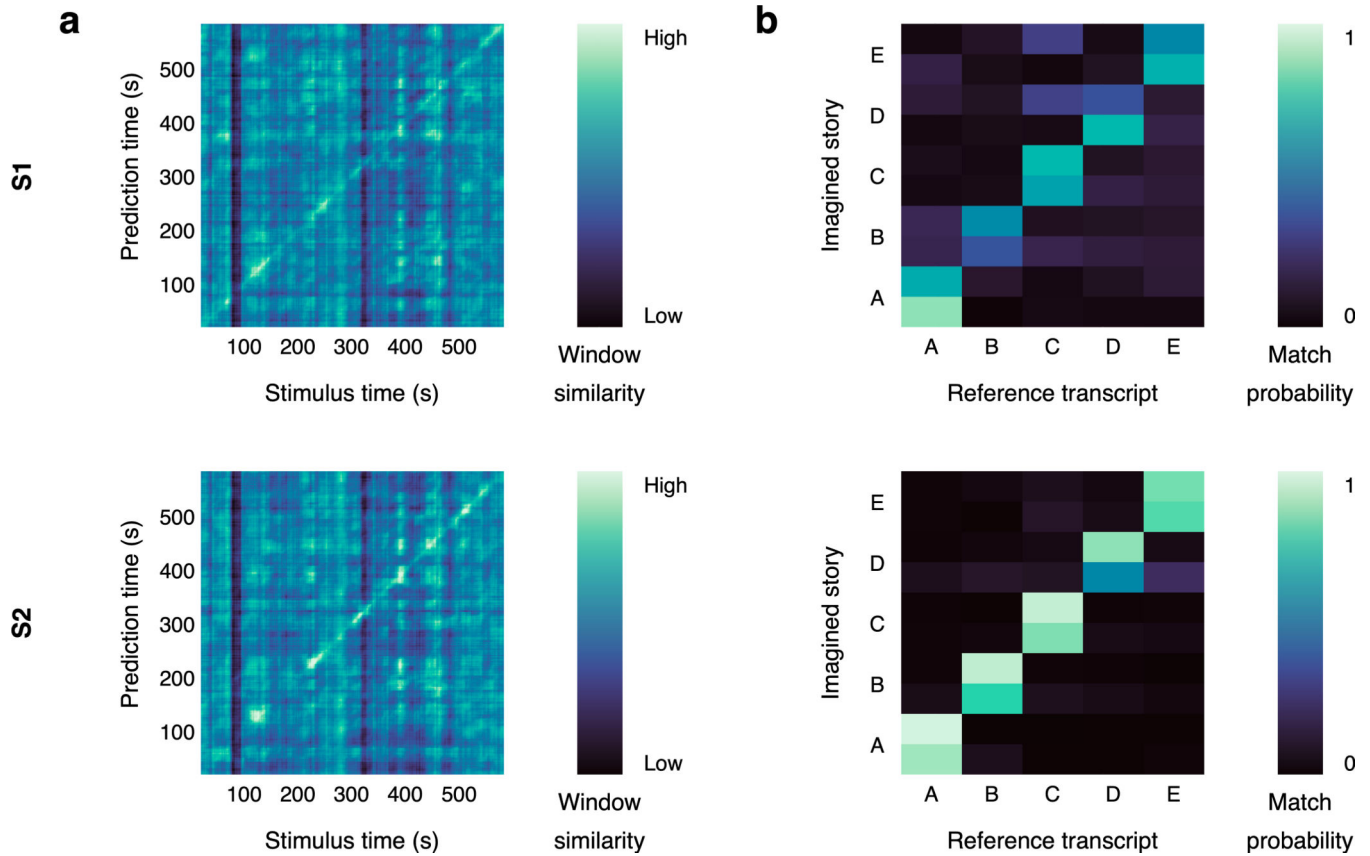 a
S1
Prediction time (s)
500
400
300
200
100
100 200 300 400 500
Stimulus time (s)
High
Low
Window
similarity
b
Imagined story
E
D
C
B
A
A B C D E
Reference transcript
1
0
Match
probability
S2
Prediction time (s)
500
400
300
200
100
100 200 300 400 500
Stimulus time (s)
High
Low
Window
similarity
Imagined story
E
D
C
B
A
A B C D E
Reference transcript
1
0
Match
probability